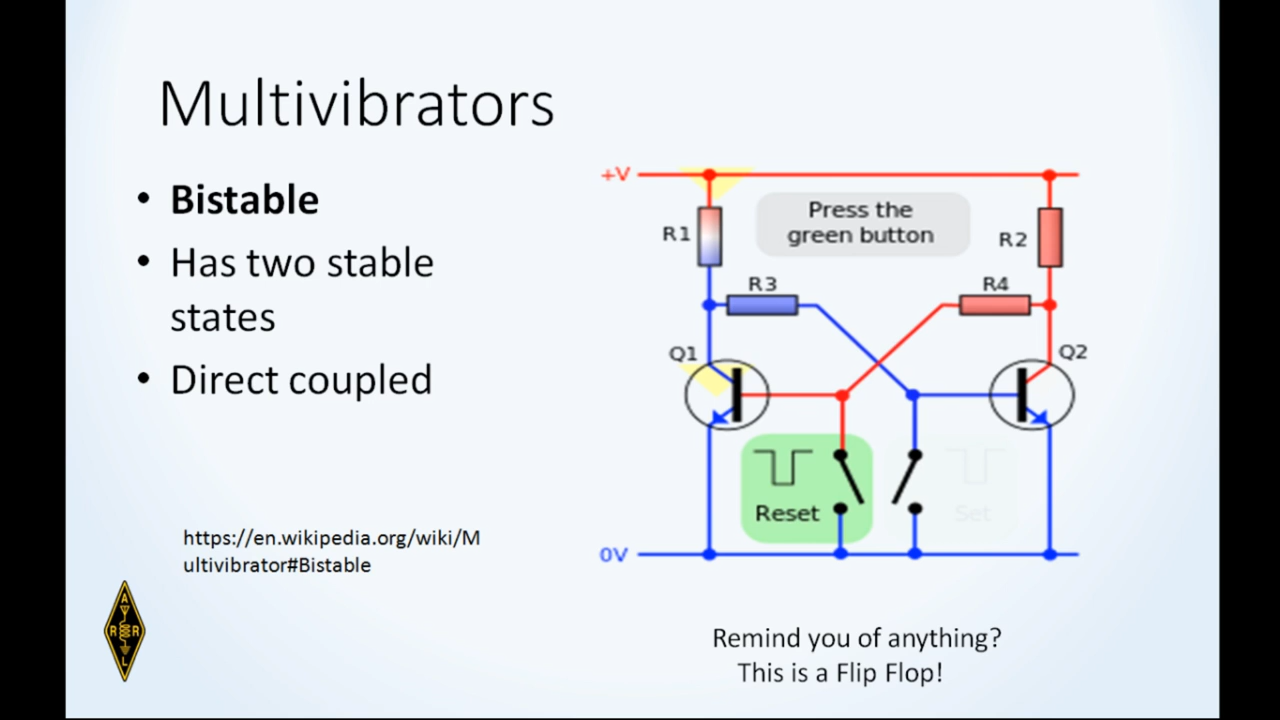 Multivibrators
• Bistable
• Has two stable
states
• Direct coupled
https://en.wikipedia.org/wiki/M
ultivibrator#Bistable
A
R R
L
+V
Press the
green button
R1
R2
R3
R4
Q1
Q2
Reset
Set
0V
Remind you of anything?
This is a Flip Flop!